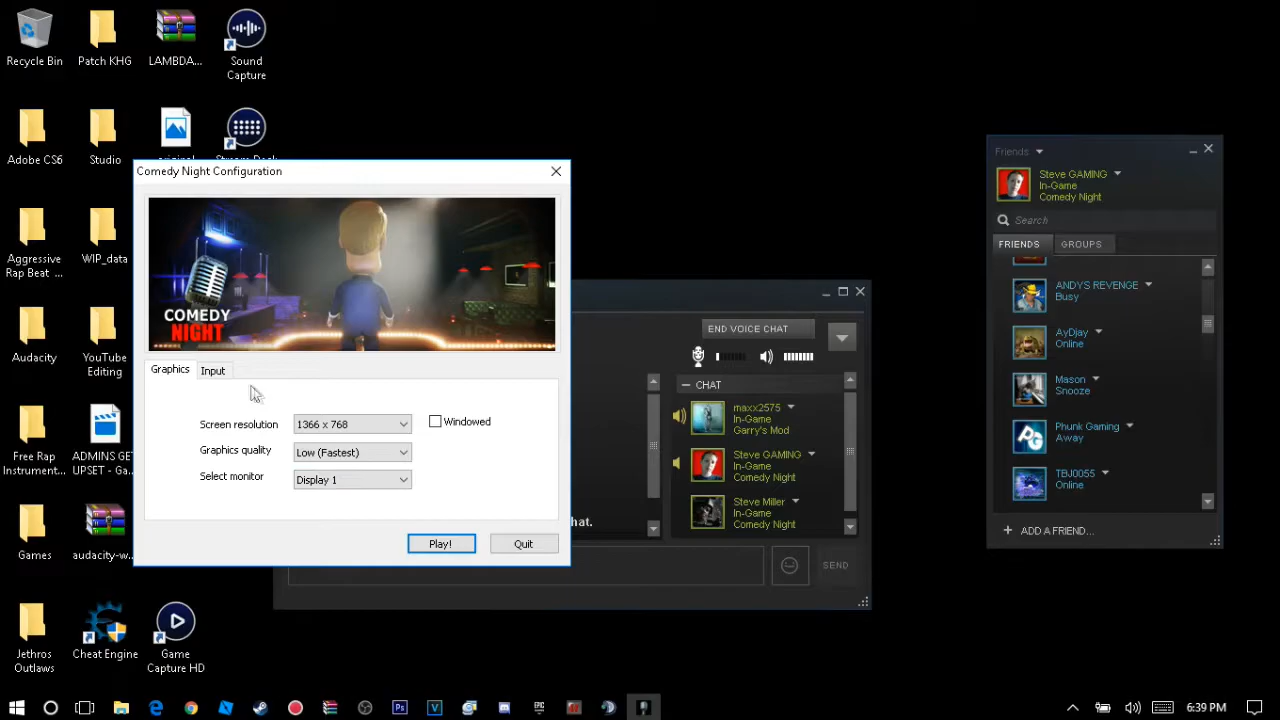 Recycle Bin
Patch KHG
LAMBDA...
Sound
Capture
Adobe CS6
Studio
original
Stream Deck
Aggressive
Rap Beat ...
WIP_data
Audacity
YouTube
Editing
Free Rap
Instrument...
ADMINS GET
UPSET - Ga...
Games
audacity-w...
Jethros
Outlaws
Cheat Engine
Game
Capture HD
Comedy Night Configuration
COMEDY
NIGHT
Graphics
Input
Screen resolution
1366 x 768
Windowed
Graphics quality
Low (Fastest)
Select monitor
Display 1
Play!
Quit
END VOICE CHAT
CHAT
maxx2575
In-Game
Garry's Mod
Steve GAMING
In-Game
Comedy Night
Steve Miller
In-Game
Comedy Night
hat.
SEND
Friends
Steve GAMING
In-Game
Comedy Night
Search
FRIENDS
GROUPS
ANDYS REVENGE
Busy
AyDjay
Online
Mason
Snooze
Phunk Gaming
Away
TBJ0055
Online
+ ADD A FRIEND...
6:39 PM